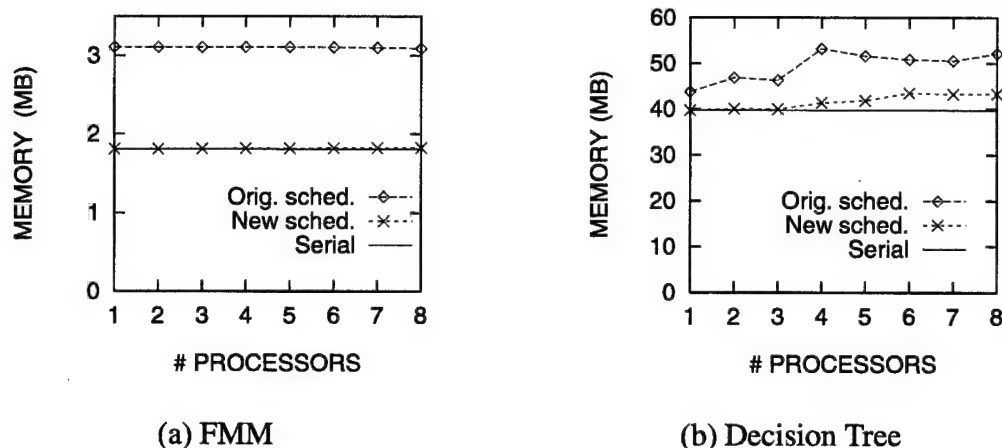 MEMORY (MB)
3
2
1
0
Orig. sched.
New sched.
Serial
1 2 3 4 5 6 7 8
# PROCESSORS
(a) FMM
MEMORY (MB)
60
50
40
30
20
10
0
Orig. sched.
New sched.
Serial
1 2 3 4 5 6 7 8
# PROCESSORS
(b) Decision Tree